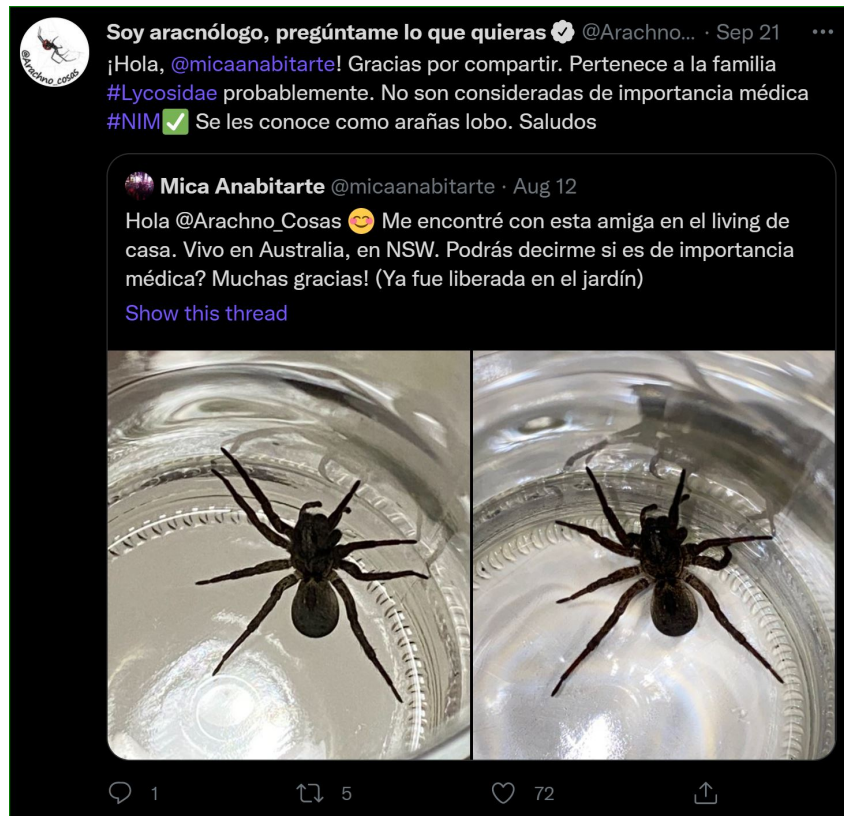 Soy aracnólogo, pregúntame lo que quieras @Arachno... · Sep 21
¡Hola, @micaanabitarte! Gracias por compartir. Pertenece a la familia
#Lycosidae probablemente. No son consideradas de importancia médica
#NIM✅ Se les conoce como arañas lobo. Saludos
@Arachno_cosas
Mica Anabitarte @micaanabitarte · Aug 12
Hola @Arachno_Cosas 😊 Me encontré con esta amiga en el living de
casa. Vivo en Australia, en NSW. Podrás decirme si es de importancia
médica? Muchas gracias! (Ya fue liberada en el jardín)
Show this thread
1 5 72